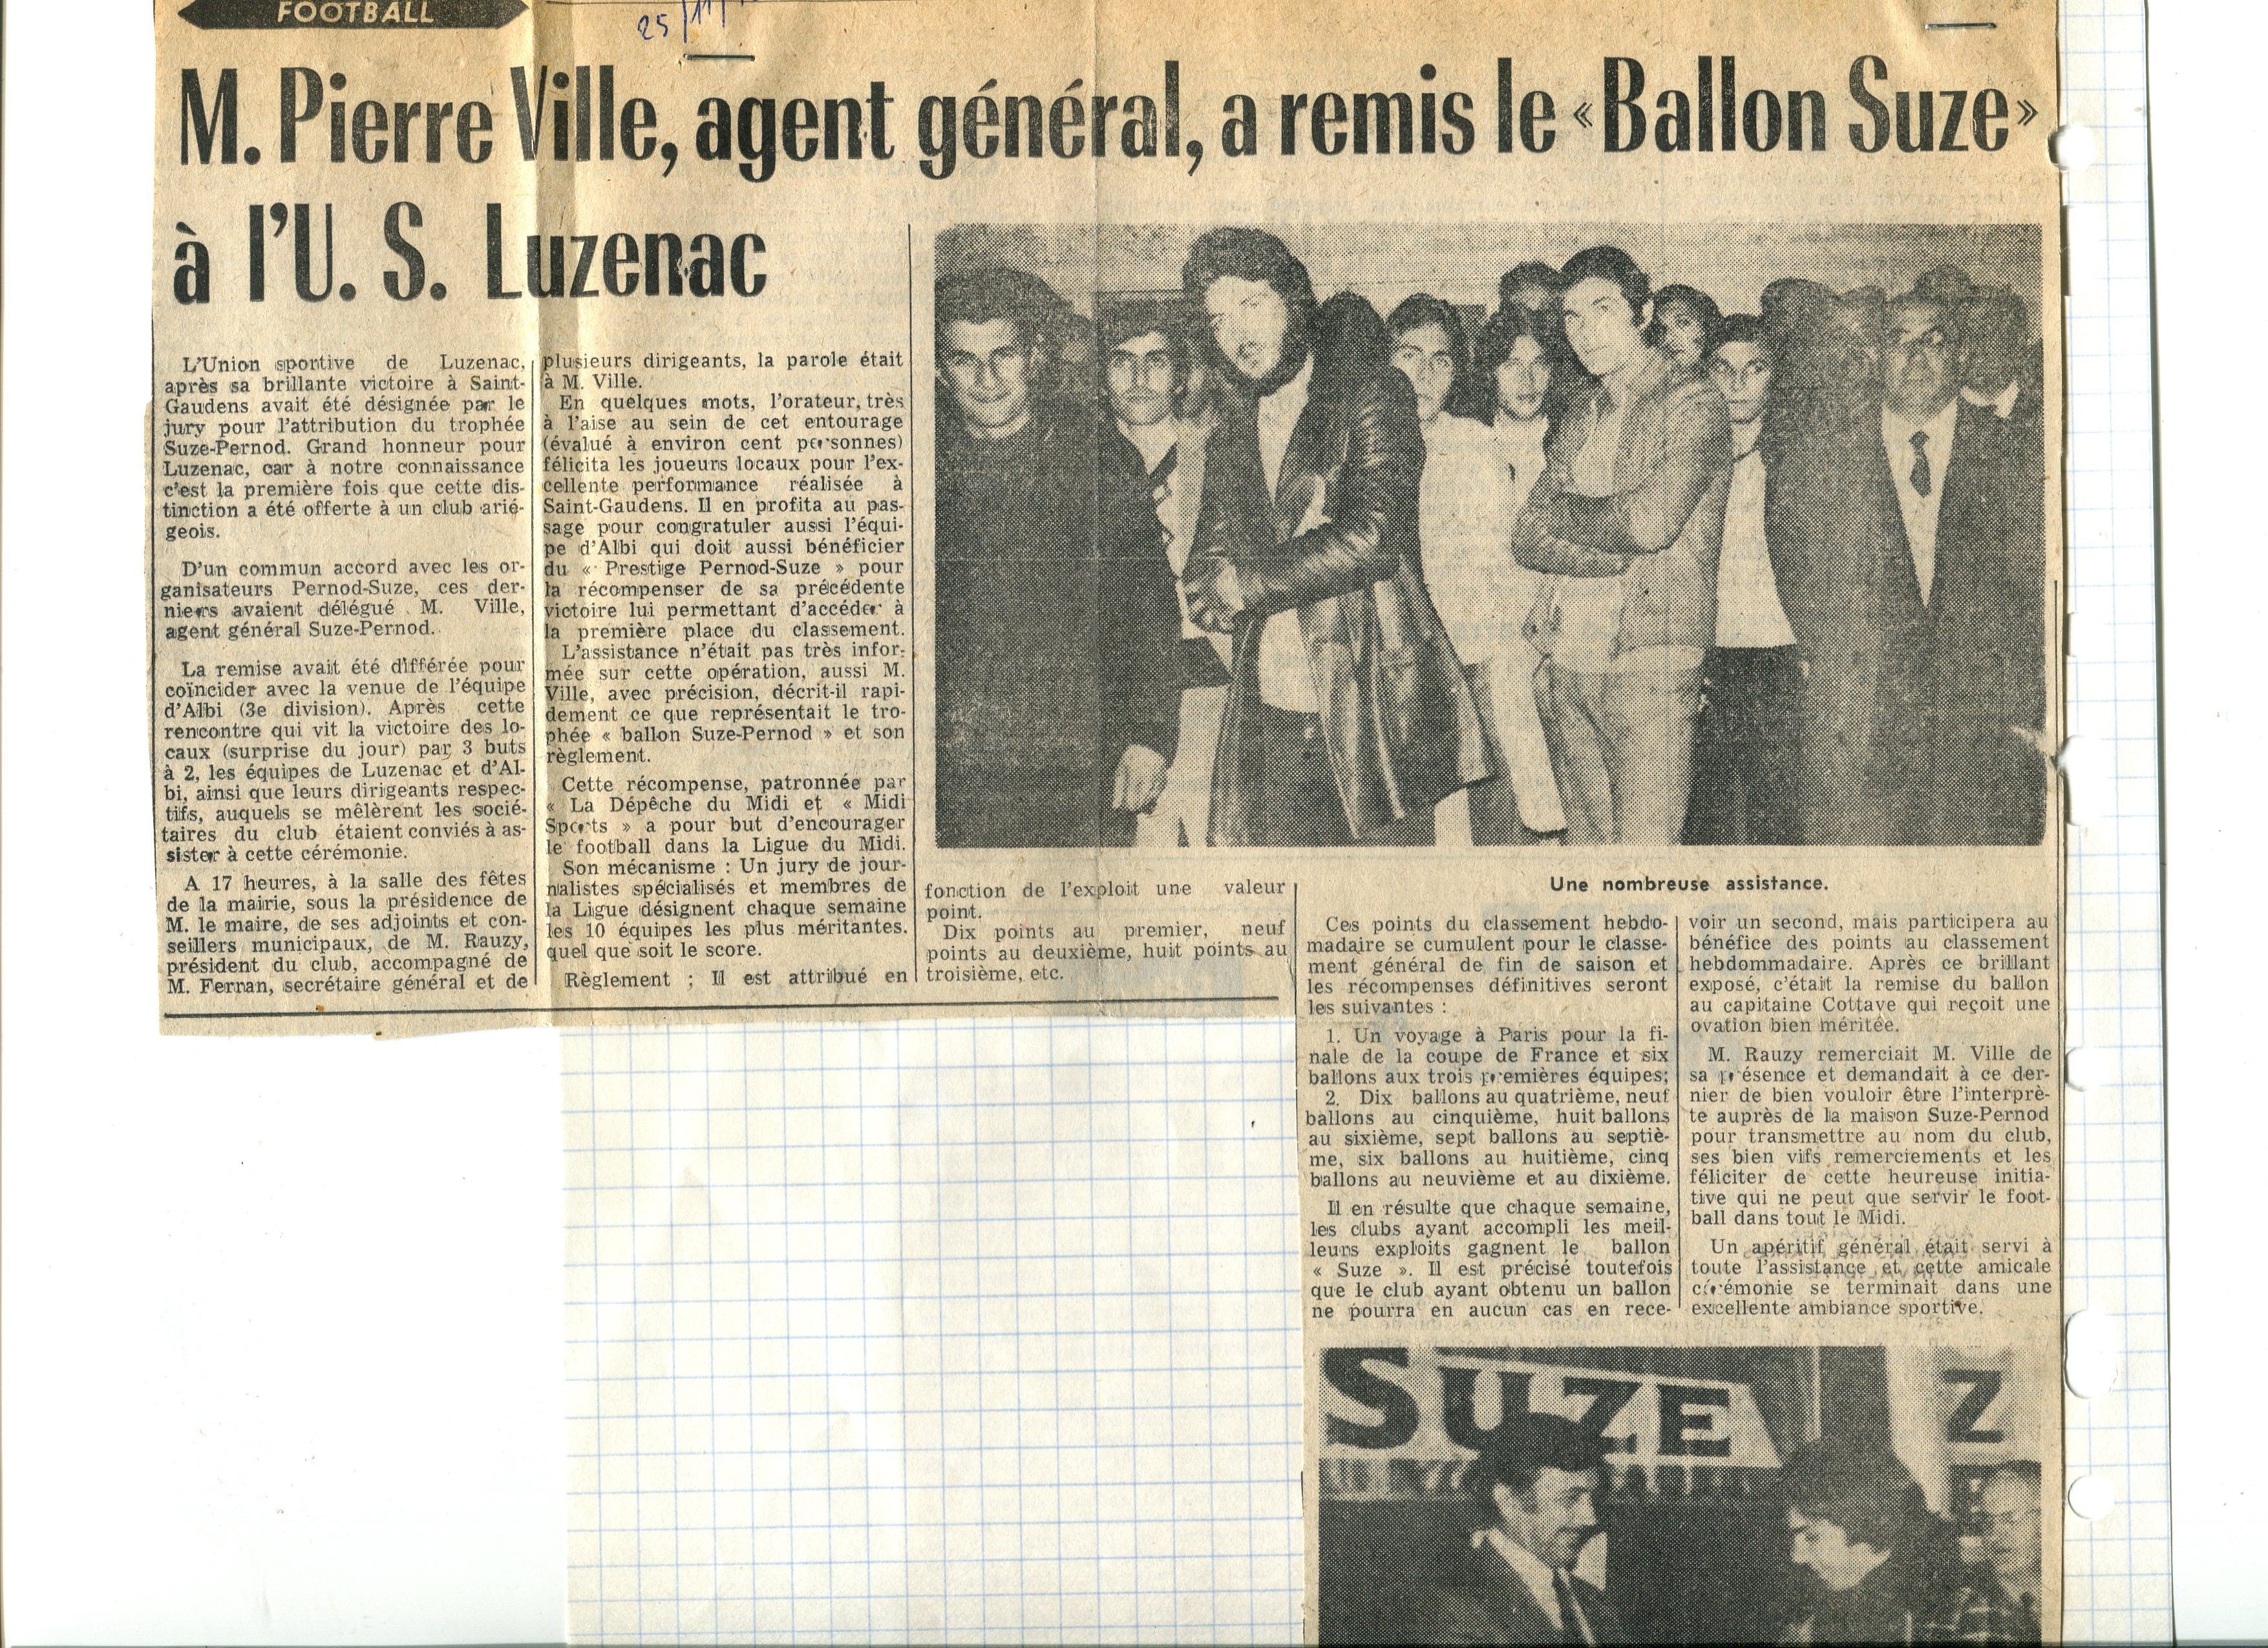 FOOTBALL
25/11/
M. Pierre Ville, agent général, a remis le « Ballon Suze »
à l'U. S. Luzenac
L'Union sportive de Luzenac,
après sa brillante victoire à Saint-
Gaudens avait été désignée par le
jury pour l'attribution du trophée
Suze-Pernod. Grand honneur pour
Luzenac, car à notre connaissance
c'est la première fois que cette dis-
tinction a été offerte à un club arié-
geois.
D'un commun accord avec les or-
ganisateurs Pernod-Suze, ces der-
niers avaient délégué M. Ville,
agent général Suze-Pernod.
La remise avait été différée pour
coïncider avec la venue de l'équipe
d'Albi (3e division). Après cette
rencontre qui vit la victoire des lo-
caux (surprise du jour) par 3 buts
à 2, les équipes de Luzenac et d'Al-
bi, ainsi que leurs dirigeants respec-
tifs, auquels se mêlèrent les socié-
taires du club étaient conviés à as-
sister à cette cérémonie.
A 17 heures, à la salle des fêtes
de la mairie, sous la présidence de
M. le maire, de ses adjoints et con-
seillers municipaux, de M. Rauzy,
président du club, accompagné de
M. Ferran, secrétaire général et de
plusieurs dirigeants, la parole était
à M. Ville.
En quelques mots, l'orateur, très
à l'aise au sein de cet entourage
(évalué à environ cent personnes)
félicita les joueurs locaux pour l'ex-
cellente performance réalisée à
Saint-Gaudens. Il en profita au pas-
sage pour congratuler aussi l'équi-
pe d'Albi qui doit aussi bénéficier
du « Prestige Pernod-Suze » pour
la récompenser de sa précédente
victoire lui permettant d'accéder à
la première place du classement.
L'assistance n'était pas très infor-
mée sur cette opération, aussi M.
Ville, avec précision, décrit-il rapi-
dement ce que représentait le tro-
phée « ballon Suze-Pernod » et son
règlement.
Cette récompense, patronnée par
« La Dépêche du Midi et « Midi
Sports » a pour but d'encourager
le football dans la Ligue du Midi.
Son mécanisme : Un jury de jour-
nalistes spécialisés et membres de
la Ligue désignent chaque semaine
les 10 équipes les plus méritantes.
quel que soit le score.
Règlement ; Il est attribué en
fonction de l'exploit une valeur
point.
Dix points au premier, neuf
points au deuxième, huit points au
troisième, etc.
Une nombreuse assistance.
Ces points du classement hebdo-
madaire se cumulent pour le classe-
ment général de fin de saison et
les récompenses définitives seront
les suivantes :
1. Un voyage à Paris pour la fi-
nale de la coupe de France et six
ballons aux trois premières équipes;
2. Dix ballons au quatrième, neuf
ballons au cinquième, huit ballons
au sixième, sept ballons au septiè-
me, six ballons au huitième, cinq
ballons au neuvième et au dixième.
Il en résulte que chaque semaine,
les clubs ayant accompli les meil-
leurs exploits gagnent le ballon
« Suze ». Il est précisé toutefois
que le club ayant obtenu un ballon
ne pourra en aucun cas en rece-
voir un second, mais participera au
bénéfice des points au classement
hebdommadaire. Après ce brillant
exposé, c'était la remise du ballon
au capitaine Cottave qui reçoit une
ovation bien méritée.
M. Rauzy remerciait M. Ville de
sa présence et demandait à ce der-
nier de bien vouloir être l'interprè-
te auprès de la maison Suze-Pernod
pour transmettre au nom du club,
ses bien vifs remerciements et les
féliciter de cette heureuse initia-
tive qui ne peut que servir le foot-
ball dans tout le Midi.
Un apéritif général était servi à
toute l'assistance et cette amicale
cérémonie se terminait dans une
excellente ambiance sportive.
SUZE
Z